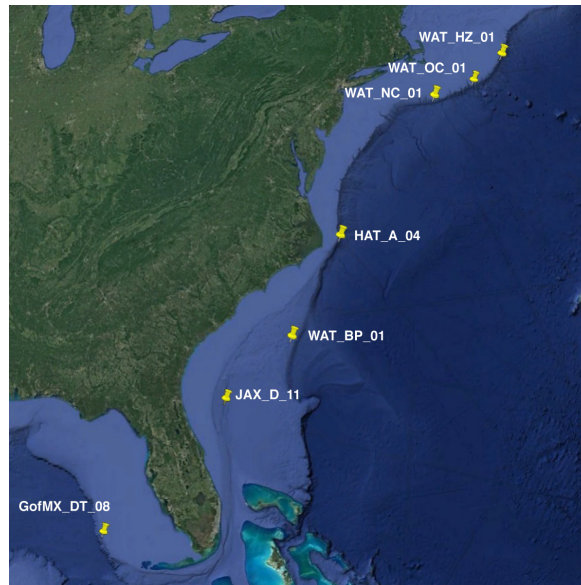 WAT_HZ_01
WAT_OC_01
WAT_NC_01
HAT_A_04
WAT_BP_01
JAX_D_11
GofMX_DT_08